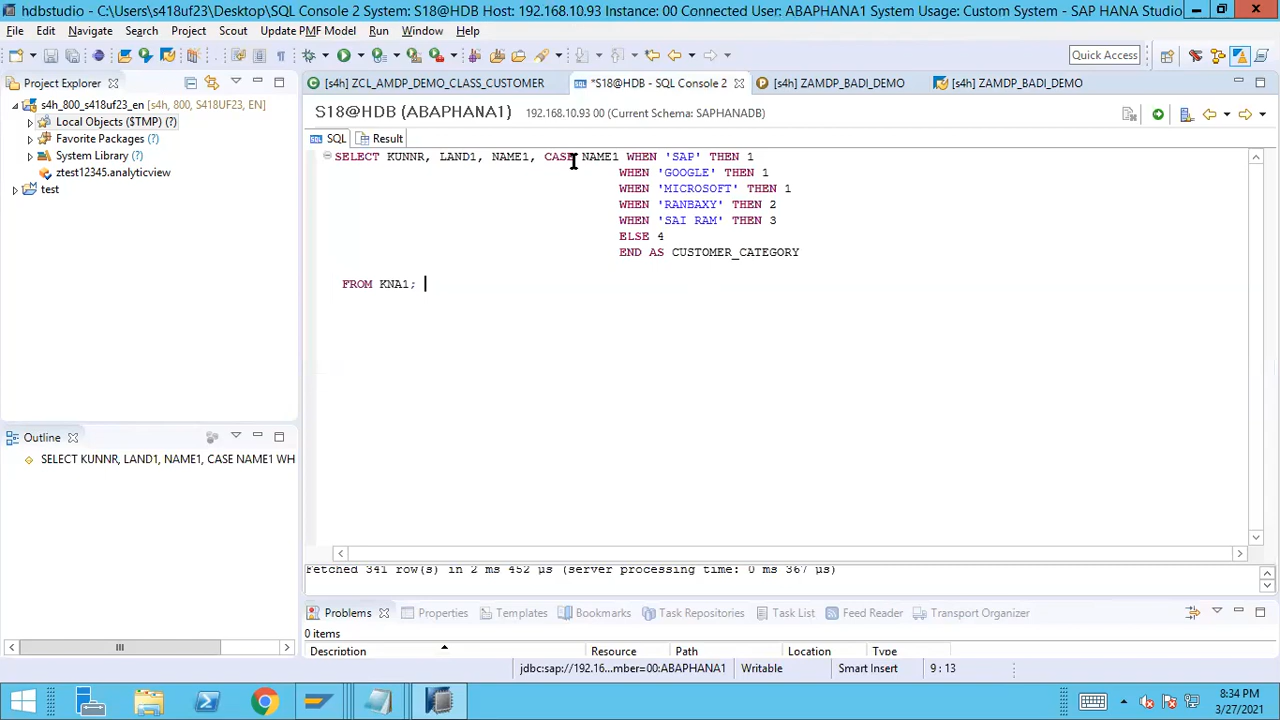 hdbstudio - C:\Users\s418uf23\Desktop\SQL Console 2 System: S18@HDB Host: 192.168.10.93 Instance: 00 Connected User: ABAPHANA1 System Usage: Custom System - SAP HANA Studio
File Edit Navigate Search Project Scout Update PMF Model Run Window Help
Quick Access
Project Explorer
[s4h] ZCL_AMDP_DEMO_CLASS_CUSTOMER
*S18@HDB - SQL Console 2
[s4h] ZAMDP_BADI_DEMO
[s4h] ZAMDP_BADI_DEMO
s4h_800_s418uf23_en [s4h, 800, S418UF23, EN]
Local Objects ($TMP) (?)
Favorite Packages (?)
System Library (?)
ztest12345.analyticview
test
S18@HDB (ABAPHANA1) 192.168.10.93 00 (Current Schema: SAPHANADB)
SQL Result
SELECT KUNNR, LAND1, NAME1, CASE NAME1 WHEN 'SAP' THEN 1
WHEN 'GOOGLE' THEN 1
WHEN 'MICROSOFT' THEN 1
WHEN 'RANBAXY' THEN 2
WHEN 'SAI RAM' THEN 3
ELSE 4
END AS CUSTOMER_CATEGORY
FROM KNA1;
Outline
SELECT KUNNR, LAND1, NAME1, CASE NAME1 WH
Fetched 341 row(s) in 2 ms 452 µs (server processing time: 0 ms 367 µs)
Problems Properties Templates Bookmarks Task Repositories Task List Feed Reader Transport Organizer
0 items
Description Resource Path Location Type
jdbc:sap://192.16...mber=00:ABAPHANA1 Writable Smart Insert 9 : 13
8:34 PM
3/27/2021